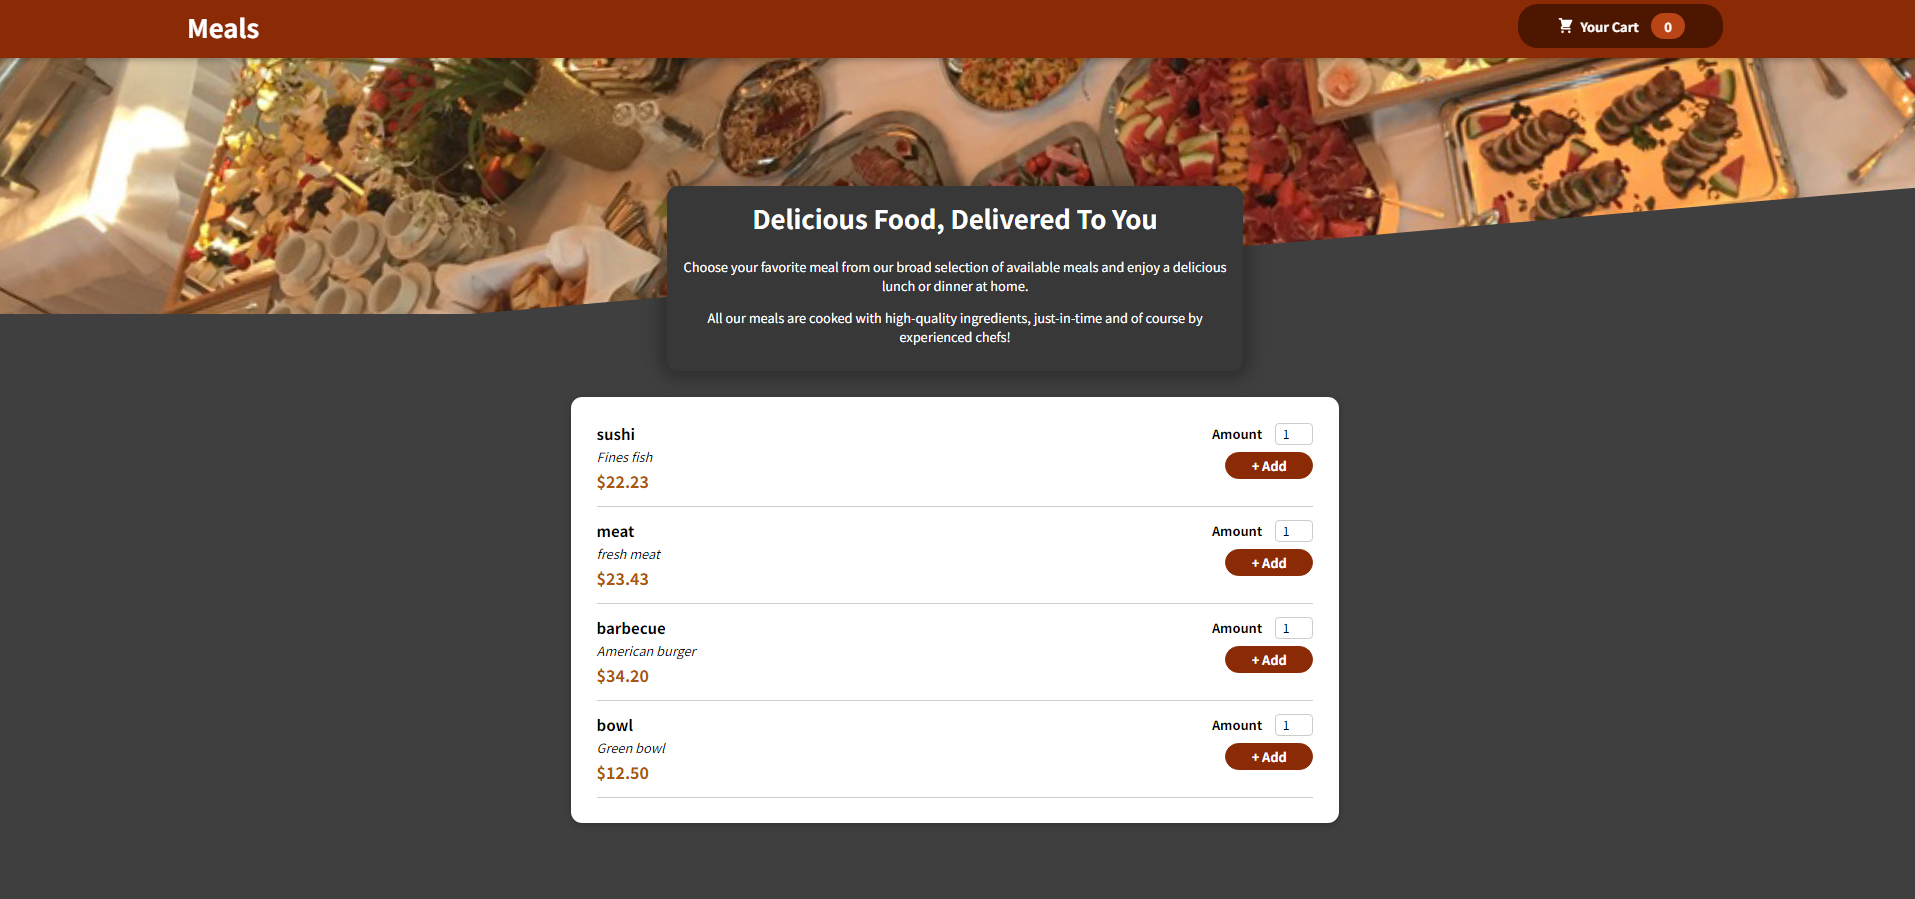 Meals
Your Cart 0
Delicious Food, Delivered To You
Choose your favorite meal from our broad selection of available meals and enjoy a delicious
lunch or dinner at home.
All our meals are cooked with high-quality ingredients, just-in-time and of course by
experienced chefs!
sushi
Fines fish
$22.23
Amount 1
+ Add
meat
fresh meat
$23.43
Amount 1
+ Add
barbecue
American burger
$34.20
Amount 1
+ Add
bowl
Green bowl
$12.50
Amount 1
+ Add